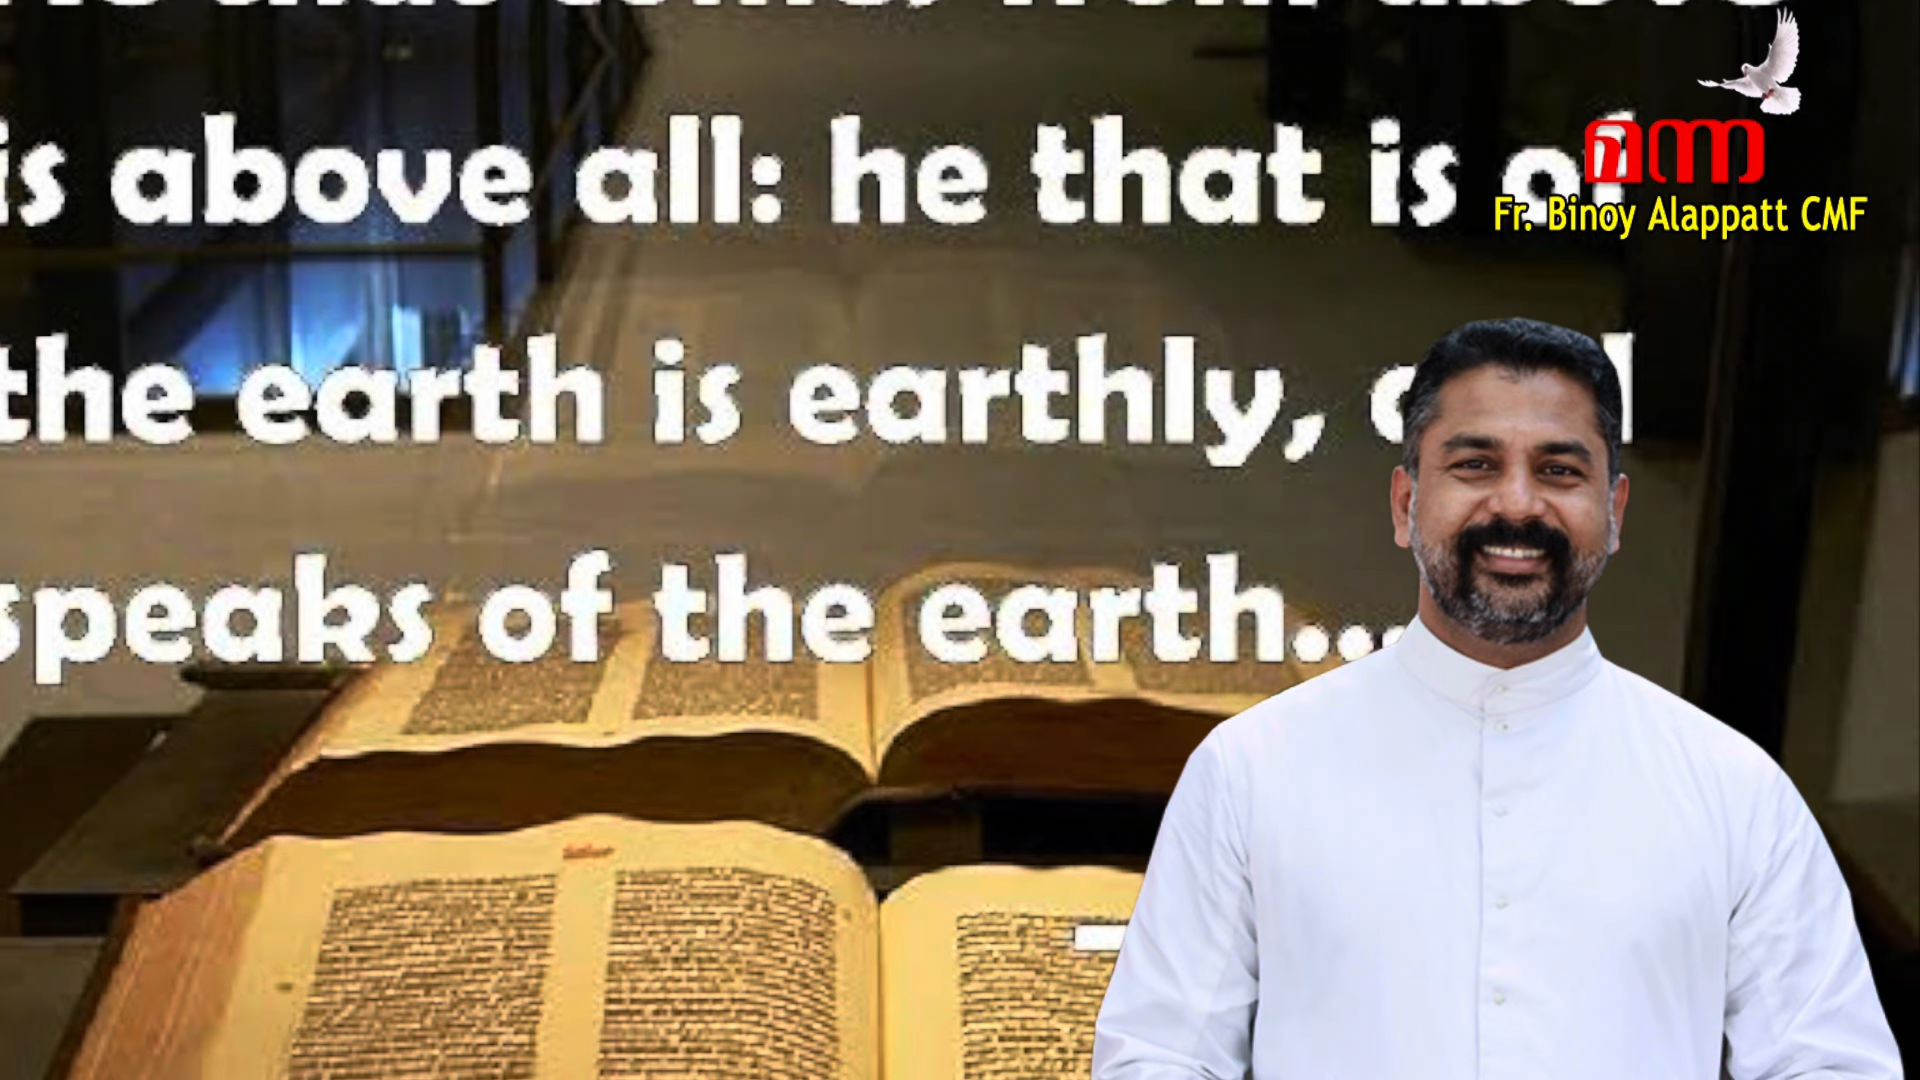 is above all: he that is of
the earth is earthly,
speaks of the earth...
മന്ന
Fr. Binoy Alappatt CMF